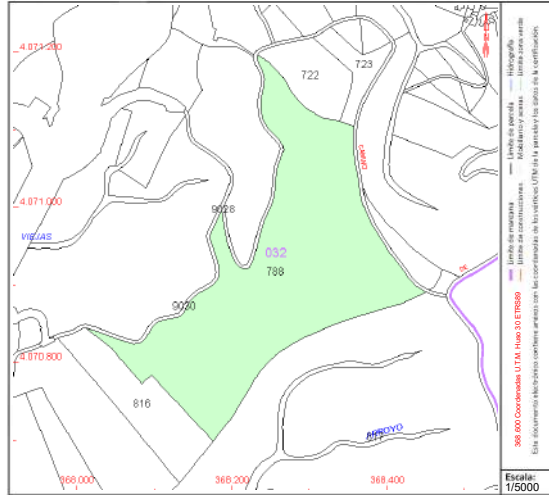 4.071.200
722
723
CAMINO
4.071.000
9028
VIEJAS
032
788
DE
9030
4.070.800
816
ARROYO
368.000
368.200
368.400
Límite de manzana
Límite de parcela
Hidrografía
Límite de construcciones
Mobiliario y aceras
Límite zona verde
368.600 Coordenadas U.T.M. Huso 30 ETRS89
Este documento electrónico contiene anexos con las coordenadas de los vértices UTM de la parcela y los datos de la certificación.
Escala:
1/5000